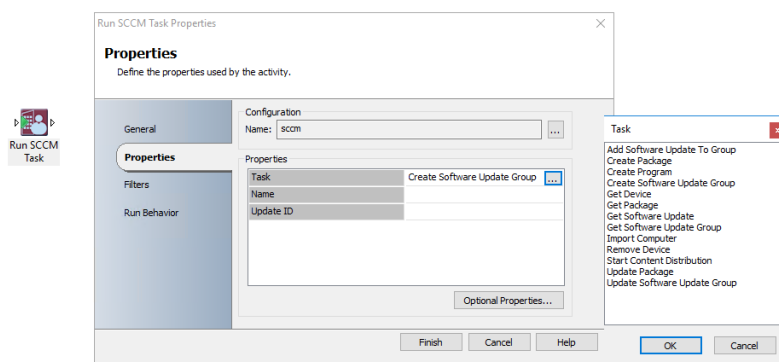 Run SCCM Task Properties
Properties
Define the properties used by the activity.
Run SCCM
Task
General
Properties
Filters
Run Behavior
Configuration
Name: sccm
...
Properties
Task Create Software Update Group ...
Name
Update ID
Optional Properties...
Finish Cancel Help
Task
Add Software Update To Group
Create Package
Create Program
Create Software Update Group
Get Device
Get Package
Get Software Update
Get Software Update Group
Import Computer
Remove Device
Start Content Distribution
Update Package
Update Software Update Group
OK Cancel